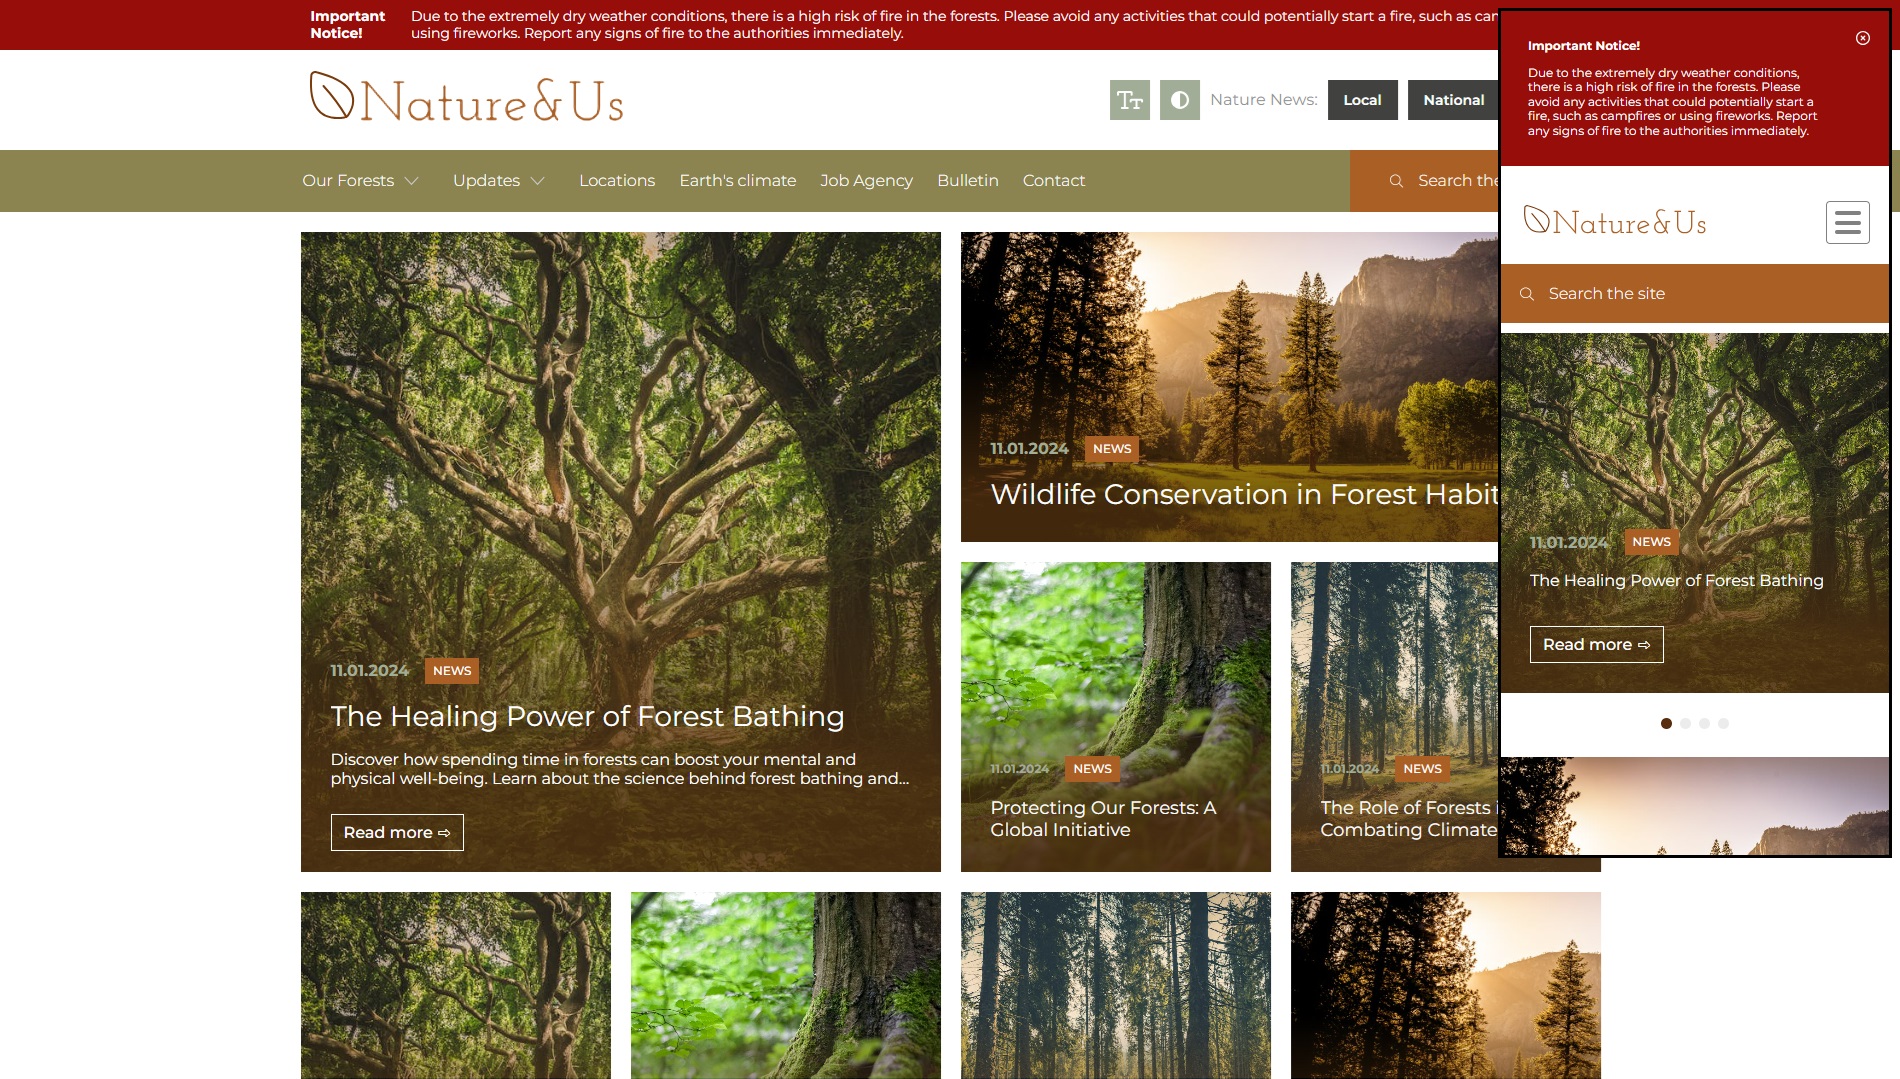 Important
Notice!
Due to the extremely dry weather conditions, there is a high risk of fire in the forests. Please avoid any activities that could potentially start a fire, such as
using fireworks. Report any signs of fire to the authorities immediately.
Nature&Us
Nature News:
Local
National
Our Forests
Updates
Locations
Earth's climate
Job Agency
Bulletin
Contact
Search
11.01.2024
NEWS
The Healing Power of Forest Bathing
Discover how spending time in forests can boost your mental and
physical well-being. Learn about the science behind forest bathing and...
Read more ⇨
11.01.2024
NEWS
Wildlife Conservation in Forest
11.01.2024
NEWS
Protecting Our Forests: A
Global Initiative
11.01.2024
NEWS
The Role of Forests
Combating Climate
Important Notice!
Due to the extremely dry weather conditions,
there is a high risk of fire in the forests. Please
avoid any activities that could potentially start a
fire, such as campfires or using fireworks. Report
any signs of fire to the authorities immediately.
Nature&Us
Search the site
11.01.2024
NEWS
The Healing Power of Forest Bathing
Read more ⇨